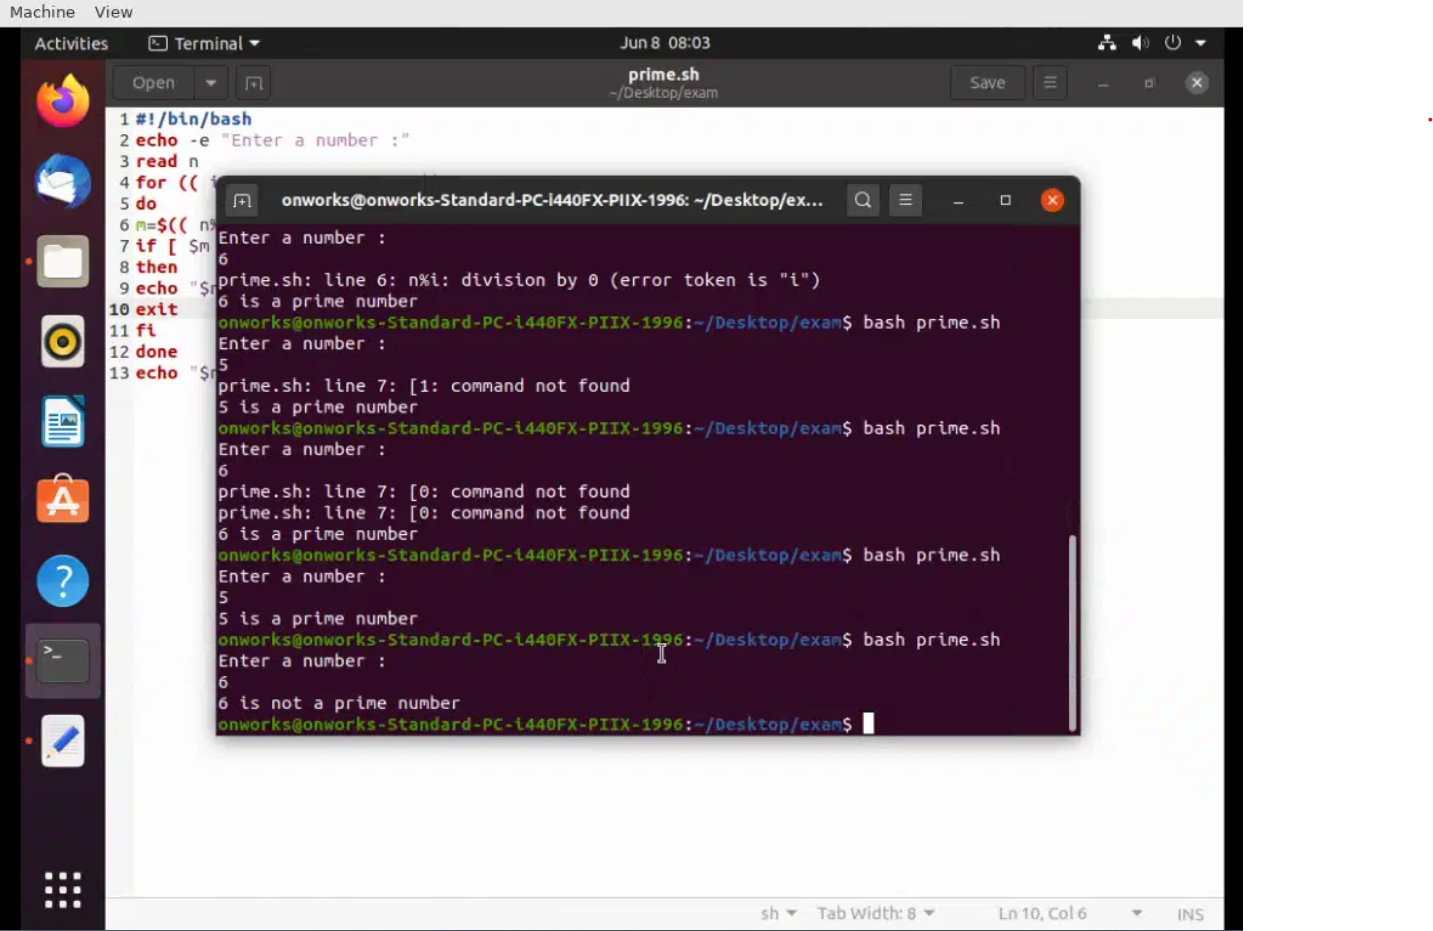 Machine View
Activities Terminal Jun 8 08:03
Open prime.sh Save
~/Desktop/exam
1 #!/bin/bash
2 echo -e "Enter a number :"
3 read n
4 for ((
5 do
6 m=$(( n%
7 if [ $m
8 then
9 echo "$n
10 exit
11 fi
12 done
13 echo "$n
onworks@onworks-Standard-PC-i440FX-PIIX-1996: ~/Desktop/ex...
Enter a number :
6
prime.sh: line 6: n%i: division by 0 (error token is "i")
6 is a prime number
onworks@onworks-Standard-PC-i440FX-PIIX-1996:~/Desktop/exam$ bash prime.sh
Enter a number :
5
prime.sh: line 7: [1: command not found
5 is a prime number
onworks@onworks-Standard-PC-i440FX-PIIX-1996:~/Desktop/exam$ bash prime.sh
Enter a number :
6
prime.sh: line 7: [0: command not found
prime.sh: line 7: [0: command not found
6 is a prime number
onworks@onworks-Standard-PC-i440FX-PIIX-1996:~/Desktop/exam$ bash prime.sh
Enter a number :
5
5 is a prime number
onworks@onworks-Standard-PC-i440FX-PIIX-1996:~/Desktop/exam$ bash prime.sh
Enter a number :
6
6 is not a prime number
onworks@onworks-Standard-PC-i440FX-PIIX-1996:~/Desktop/exam$
sh Tab Width: 8 Ln 10, Col 6 INS